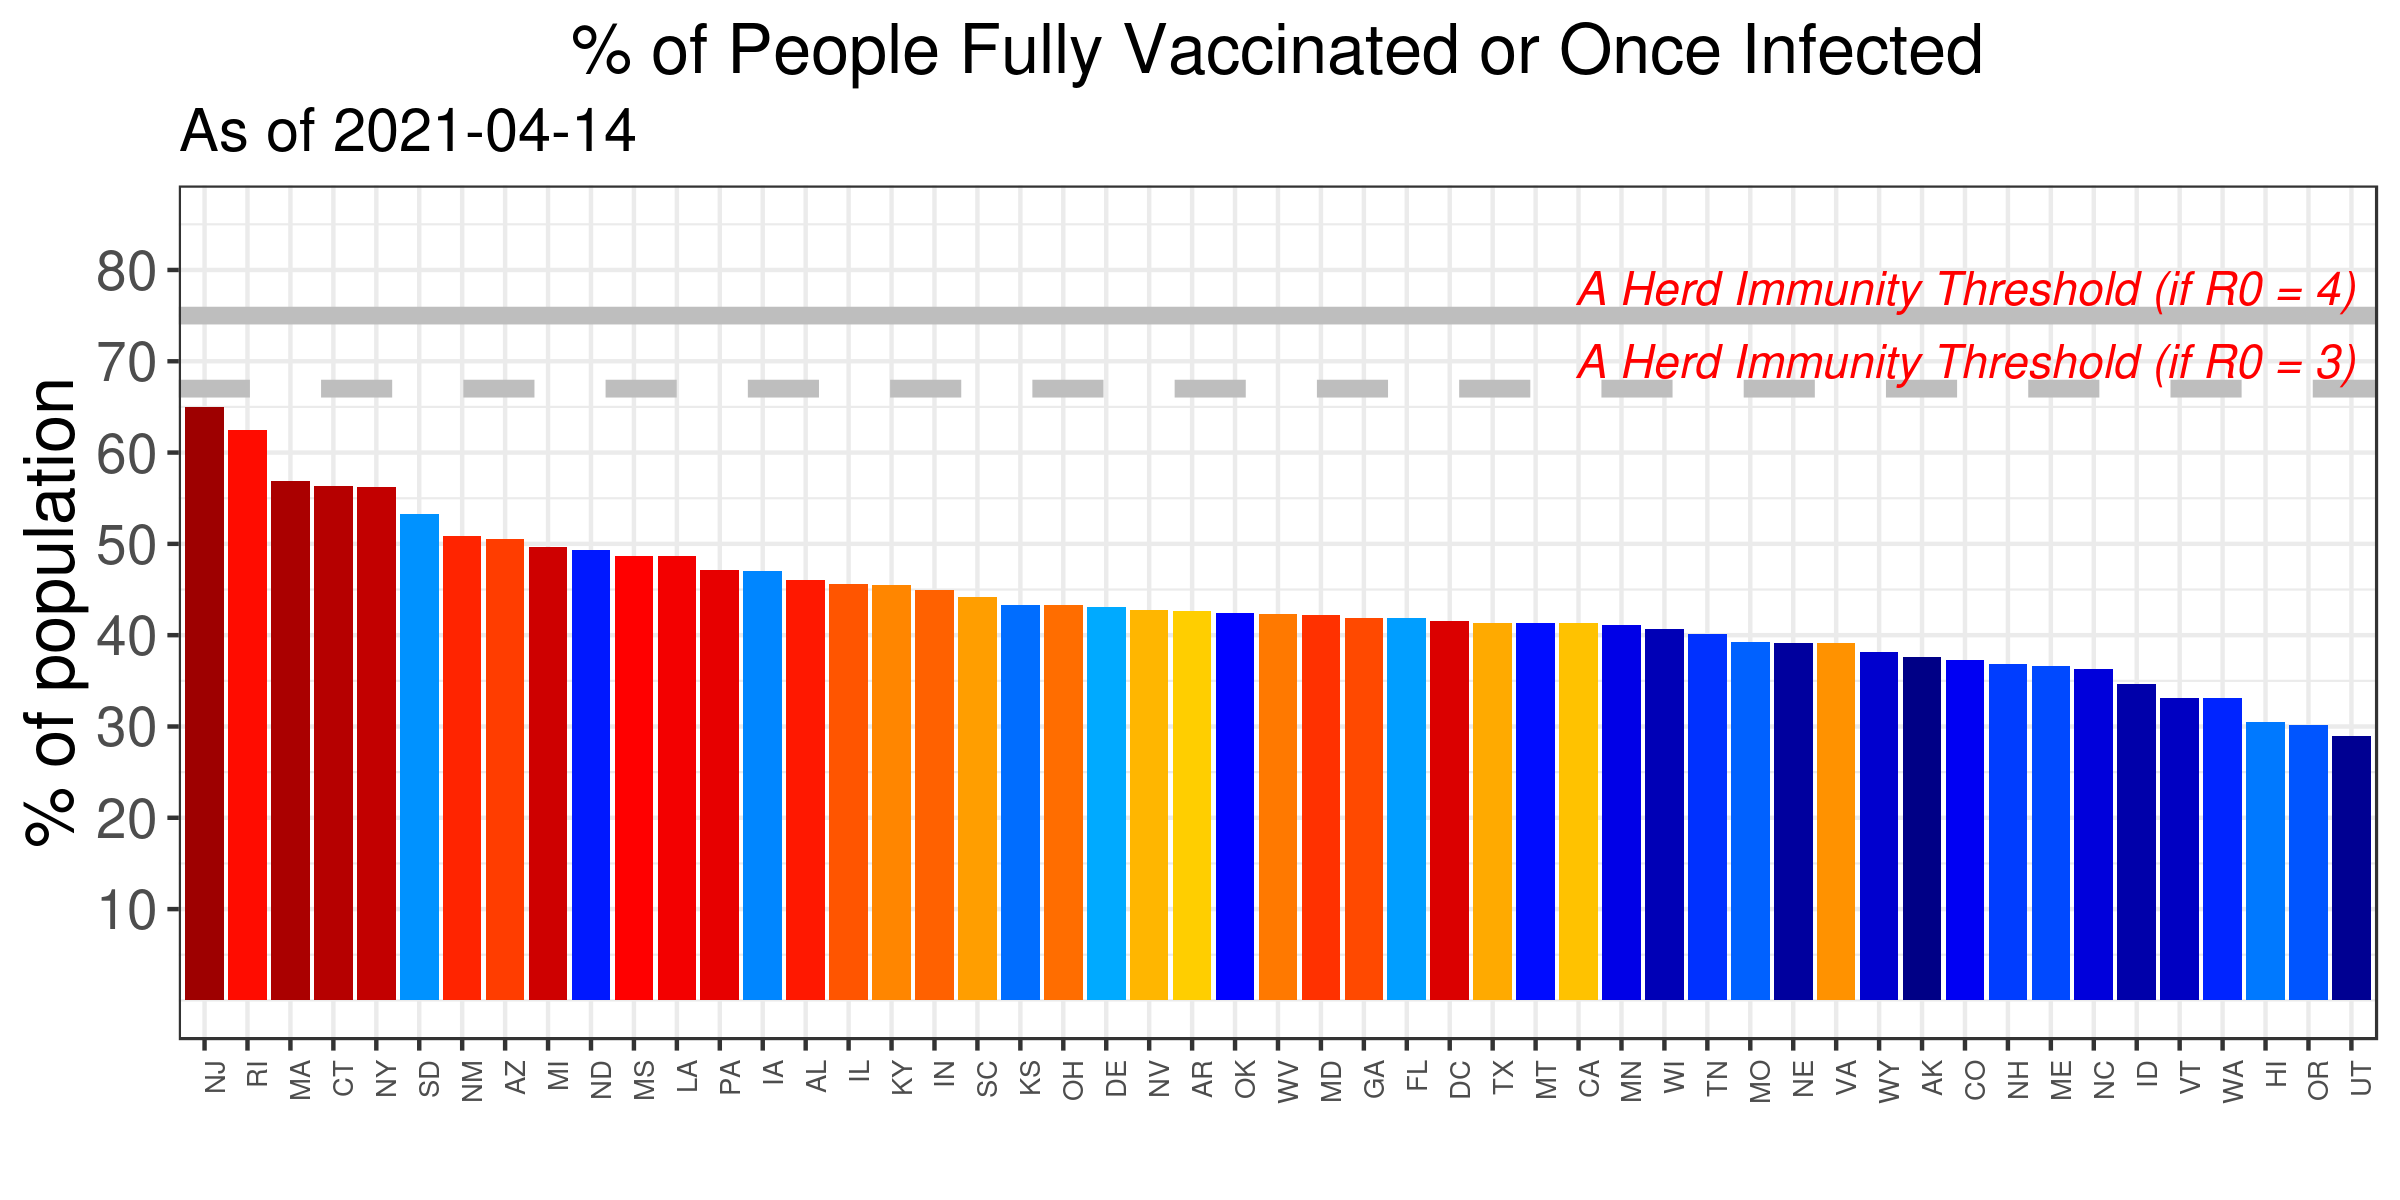 % of People Fully Vaccinated or Once Infected
As of 2021-04-14
% of population
80
70
60
50
40
30
20
10
A Herd Immunity Threshold (if R0 = 4)
A Herd Immunity Threshold (if R0 = 3)
NJ
RI
MA
CT
NY
SD
NM
AZ
MI
ND
MS
LA
PA
IA
AL
IL
KY
IN
SC
KS
OH
DE
NV
AR
OK
WV
MD
GA
FL
DC
TX
MT
CA
MN
WI
TN
MO
NE
VA
WY
AK
CO
NH
ME
NC
ID
VT
WA
HI
OR
UT